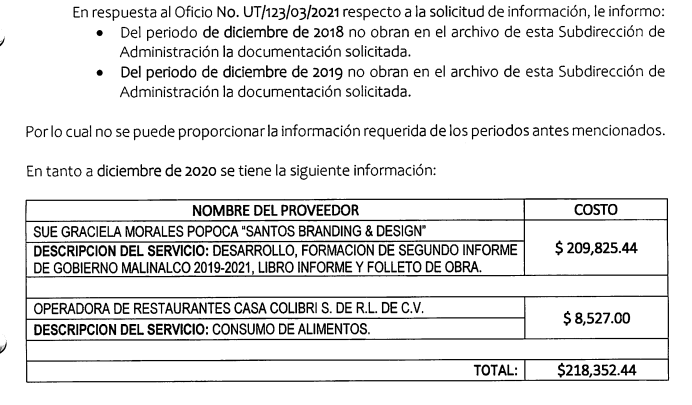 En respuesta al Oficio No. UT/123/03/2021 respecto a la solicitud de información, le informo:
• Del periodo de diciembre de 2018 no obran en el archivo de esta Subdirección de
Administración la documentación solicitada.
• Del periodo de diciembre de 2019 no obran en el archivo de esta Subdirección de
Administración la documentación solicitada.
Por lo cual no se puede proporcionar la información requerida de los periodos antes mencionados.
En tanto a diciembre de 2020 se tiene la siguiente información:
NOMBRE DEL PROVEEDOR COSTO
SUE GRACIELA MORALES POPOCA "SANTOS BRANDING & DESIGN"
DESCRIPCION DEL SERVICIO: DESARROLLO, FORMACION DE SEGUNDO INFORME $ 209,825.44
DE GOBIERNO MALINALCO 2019-2021, LIBRO INFORME Y FOLLETO DE OBRA.
OPERADORA DE RESTAURANTES CASA COLIBRI S. DE R.L. DE C.V. $ 8,527.00
DESCRIPCION DEL SERVICIO: CONSUMO DE ALIMENTOS.
TOTAL: $218,352.44